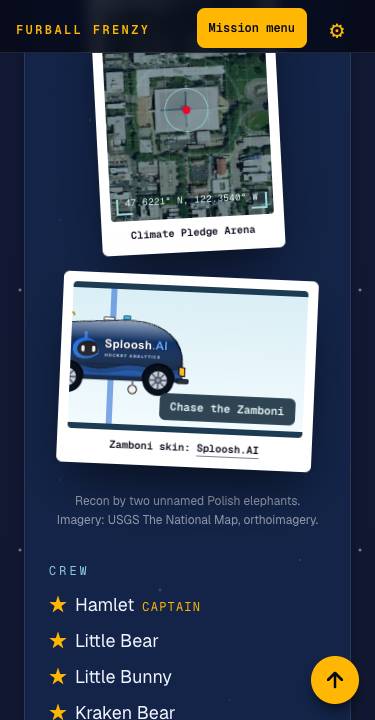 FURBALL FRENZY
Mission menu
47.6221° N, 122.3540° W
Climate Pledge Arena
Sploosh.AI
HOCKEY ANALYTICS
Chase the Zamboni
Zamboni skin: Sploosh.AI
Recon by two unnamed Polish elephants.
Imagery: USGS The National Map, orthoimagery.
CREW
Hamlet CAPTAIN
Little Bear
Little Bunny
Kraken Bear